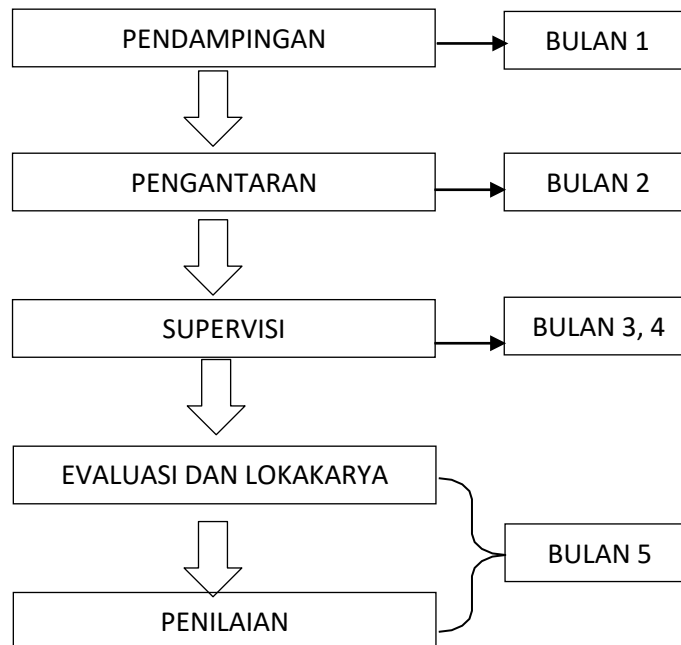 PENDAMPINGAN
BULAN 1
PENGANTARAN
BULAN 2
SUPERVISI
BULAN 3, 4
EVALUASI DAN LOKAKARYA
BULAN 5
PENILAIAN